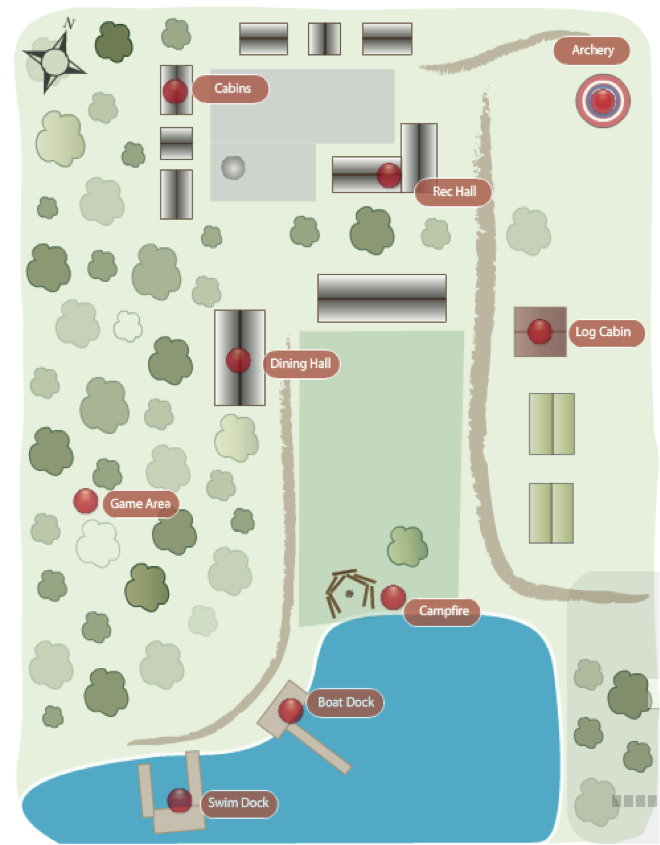 N
Archery
Cabins
Rec Hall
Log Cabin
Dining Hall
Game Area
Campfire
Boat Dock
Swim Dock